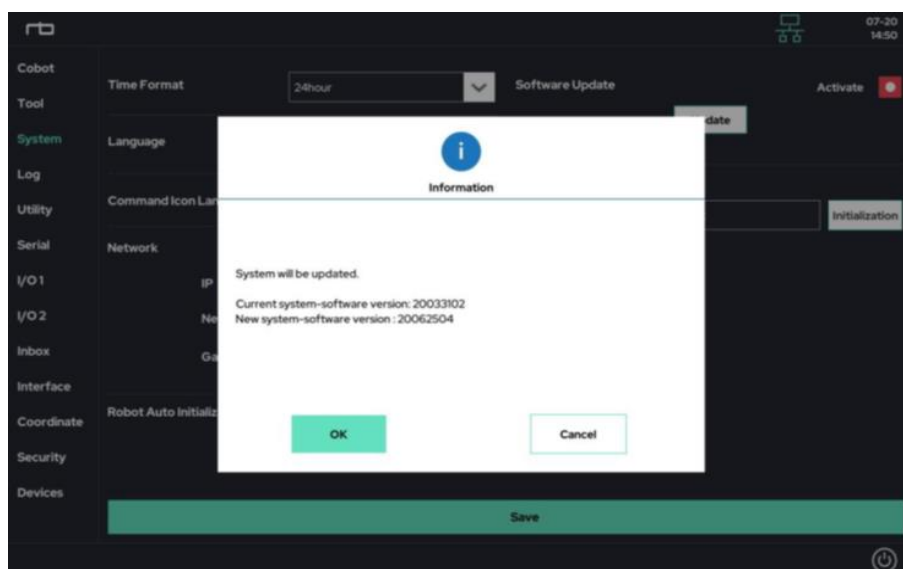 rb
07-20
14:50
Cobot
Tool
System
Log
Utility
Serial
I/O 1
I/O 2
Inbox
Interface
Coordinate
Security
Devices
Time Format
24hour
Software Update
Activate
Language
Command Icon Lan
Initialization
Network
IP
Ne
Ga
Robot Auto Initializ
Information
System will be updated.
Current system-software version: 20033102
New system-software version : 20062504
OK
Cancel
Save